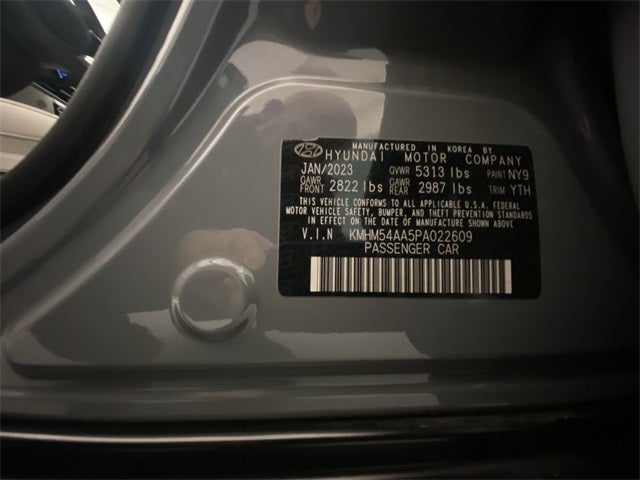 MANUFACTURED IN KOREA BY
HYUNDAI MOTOR COMPANY
JAN/2023 GVWR 5313 lbs PAINT NY9
GAWR FRONT 2822 lbs GAWR REAR 2987 lbs TRIM YTH
THIS VEHICLE CONFORMS TO ALL APPLICABLE U.S.A. FEDERAL
MOTOR VEHICLE SAFETY, BUMPER, AND THEFT PREVENTION STANDARDS
IN EFFECT ON THE DATE OF MANUFACTURE SHOWN ABOVE
V.I.N KMHM54AA5PA022609
PASSENGER CAR